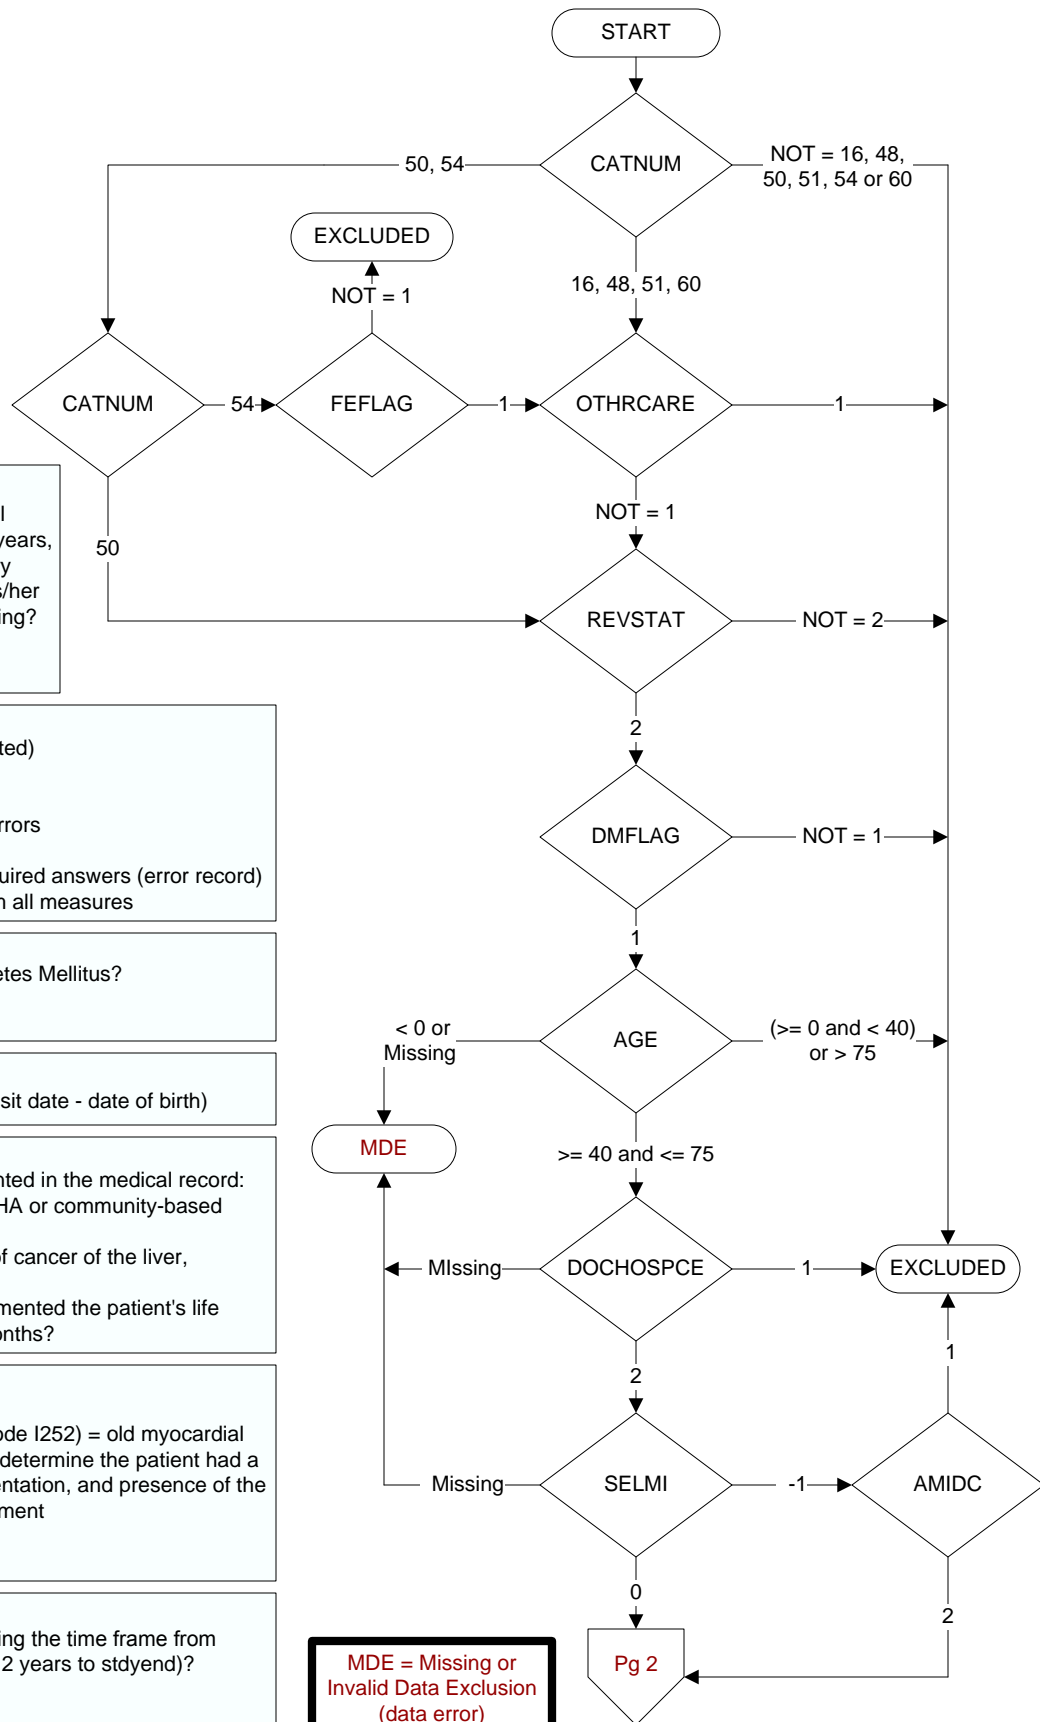 START
CATNUM
50, 54
NOT = 16, 48,
50, 51, 54 or 60
EXCLUDED
NOT = 1
16, 48, 51, 60
CATNUM
54
FEFLAG
1
OTHRCARE
1
NOT = 1
50
REVSTAT
NOT = 2
2
years,
s/her
ing?
ted)
rrors
uired answers (error record)
n all measures
DMFLAG
NOT = 1
1
etes Mellitus?
< 0 or
Missing
AGE
(>= 0 and < 40)
or > 75
sit date - date of birth)
MDE
>= 40 and <= 75
nted in the medical record:
HA or community-based
of cancer of the liver,
mented the patient's life
onths?
MIssing
DOCHOSPCE
1
EXCLUDED
2
1
ode I252) = old myocardial
determine the patient had a
entation, and presence of the
ment
Missing
SELMI
-1
AMIDC
0
2
ing the time frame from
2 years to stdyend)?
Pg 2
MDE = Missing or
Invalid Data Exclusion
(data error)